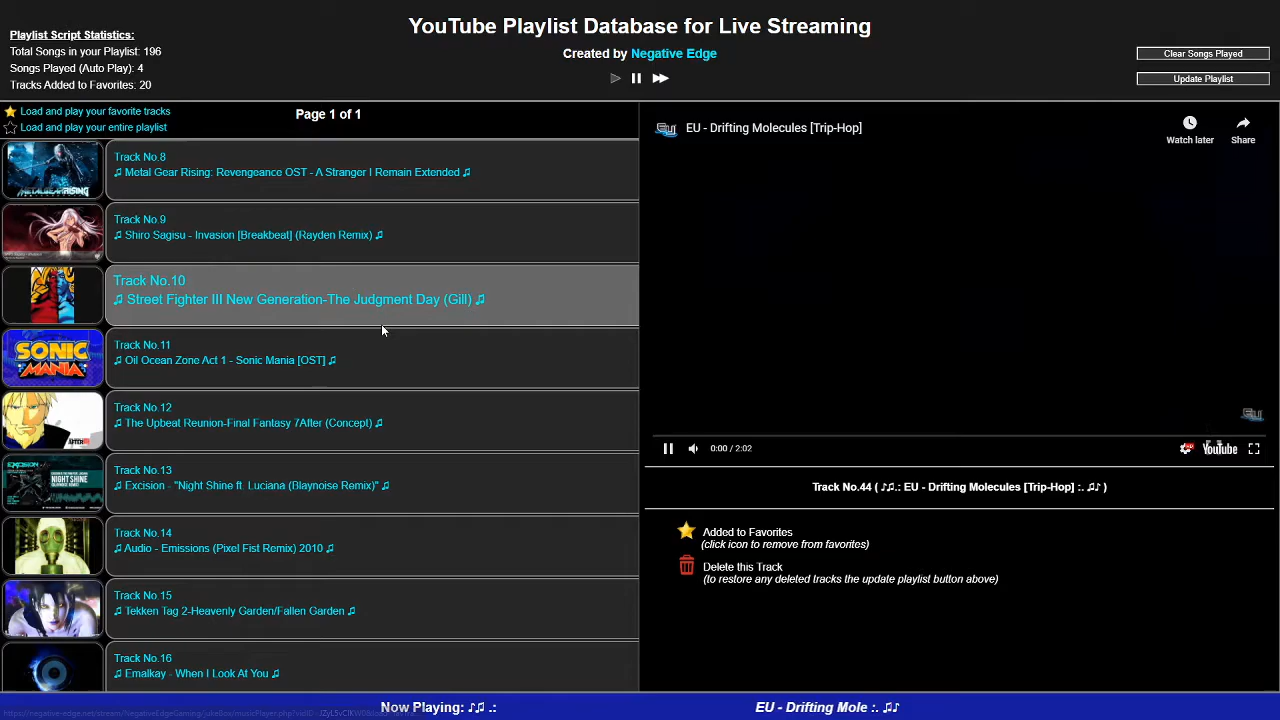 YouTube Playlist Database for Live Streaming
Created by Negative Edge
Playlist Script Statistics:
Total Songs in your Playlist: 196
Songs Played (Auto Play): 4
Tracks Added to Favorites: 20
Clear Songs Played
Update Playlist
Load and play your favorite tracks
Load and play your entire playlist
Page 1 of 1
Track No.8
♫ Metal Gear Rising: Revengeance OST - A Stranger I Remain Extended ♫
METAL GEAR RISING
Track No.9
♫ Shiro Sagisu - Invasion [Breakbeat] (Rayden Remix) ♫
Track No.10
♫ Street Fighter III New Generation-The Judgment Day (Gill) ♫
Track No.11
♫ Oil Ocean Zone Act 1 - Sonic Mania [OST] ♫
SONIC
MANIA
Track No.12
♫ The Upbeat Reunion-Final Fantasy 7After (Concept) ♫
Track No.13
♫ Excision - "Night Shine ft. Luciana (Blaynoise Remix)" ♫
EXCISION
NIGHT SHINE
Track No.14
♫ Audio - Emissions (Pixel Fist Remix) 2010 ♫
Track No.15
♫ Tekken Tag 2-Heavenly Garden/Fallen Garden ♫
Track No.16
♫ Emalkay - When I Look At You ♫
EU - Drifting Molecules [Trip-Hop]
Watch later
Share
0:00 / 2:02
YouTube
Track No.44 ( ♪♫.: EU - Drifting Molecules [Trip-Hop] :. ♫♪ )
Added to Favorites
(click icon to remove from favorites)
Delete this Track
(to restore any deleted tracks the update playlist button above)
Now Playing: ♪♫ .:
EU - Drifting Mole :. ♫♪